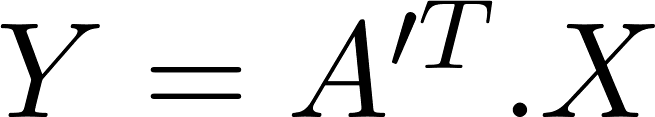 Y = A'^T .X